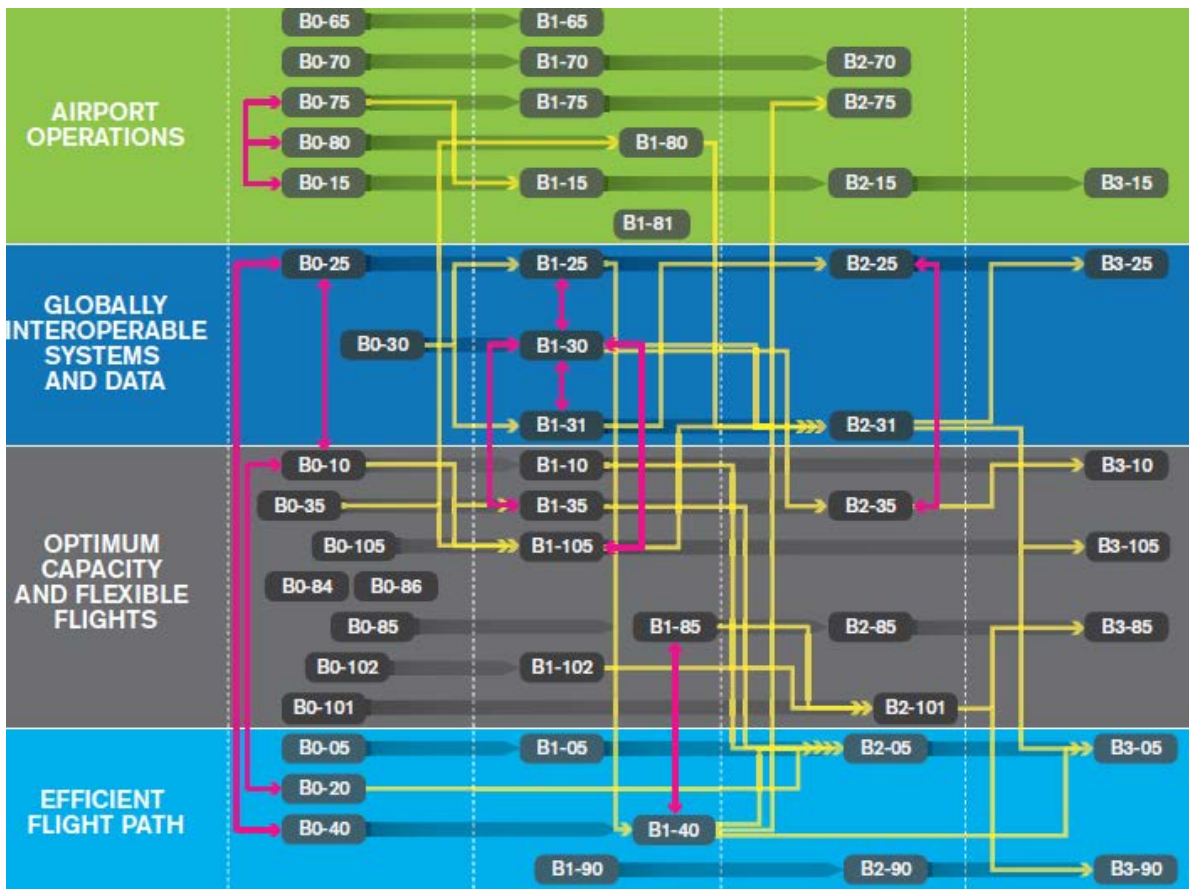 B0-65 B1-65
B0-70 B1-70 B2-70
AIRPORT
OPERATIONS
B0-75 B1-75 B2-75
B0-80 B1-80
B0-15 B1-15 B2-15 B3-15
B1-81
B0-25 B1-25 B2-25 B3-25
GLOBALLY
INTEROPERABLE
SYSTEMS
AND DATA
B0-30 B1-30
B1-31 B2-31
B0-10 B1-10 B3-10
B0-35 B1-35 B2-35
OPTIMUM
CAPACITY
AND FLEXIBLE
FLIGHTS
B0-105 B1-105 B3-105
B0-84 B0-86
B0-85 B1-85 B2-85 B3-85
B0-102 B1-102
B0-101 B2-101
B0-05 B1-05 B2-05 B3-05
EFFICIENT
FLIGHT PATH
B0-20
B0-40 B1-40
B1-90 B2-90 B3-90